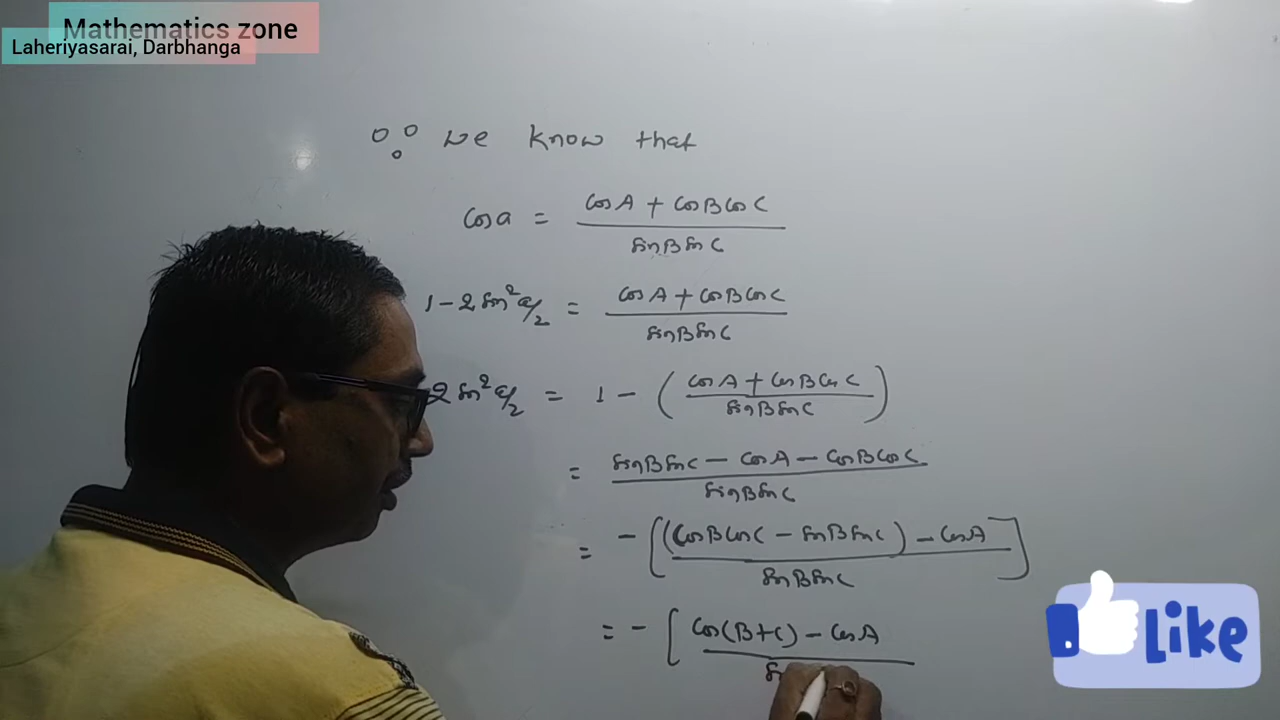 Mathematics zone
Laheriyasarai, Darbhanga
∵ we know that
cos a = (cos A + cos B cos C) / (sin B sin C)
1 - 2 sin² a/2 = (cos A + cos B cos C) / (sin B sin C)
2 sin² a/2 = 1 - ((cos A + cos B cos C) / (sin B sin C))
= (sin B sin C - cos A - cos B cos C) / (sin B sin C)
= - [((cos B cos C - sin B sin C) - cos A) / (sin B sin C)]
= - [(cos(B+C) - cos A) /
Like